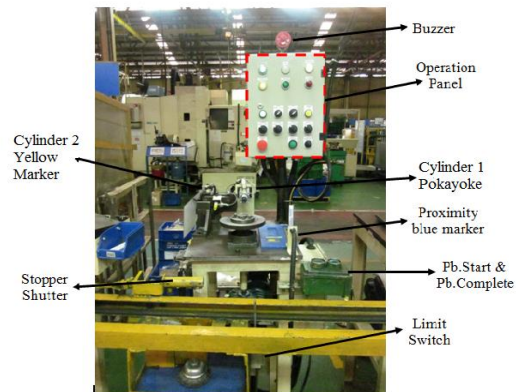 Buzzer
Operation
Panel
Cylinder 2
Yellow
Marker
Cylinder 1
Pokayoke
Proximity
blue marker
Stopper
Shutter
Pb.Start &
Pb.Complete
Limit
Switch